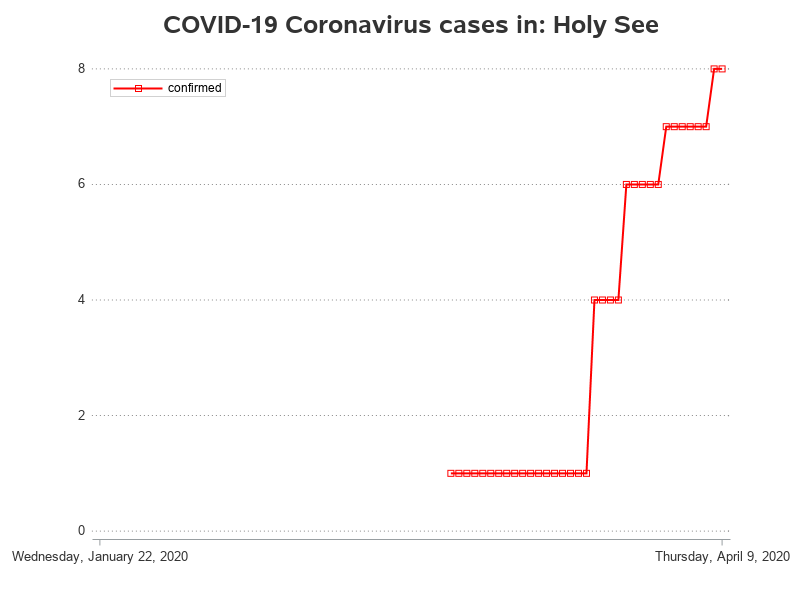 COVID-19 Coronavirus cases in: Holy See
8
confirmed
6
4
2
0
Wednesday, January 22, 2020
Thursday, April 9, 2020